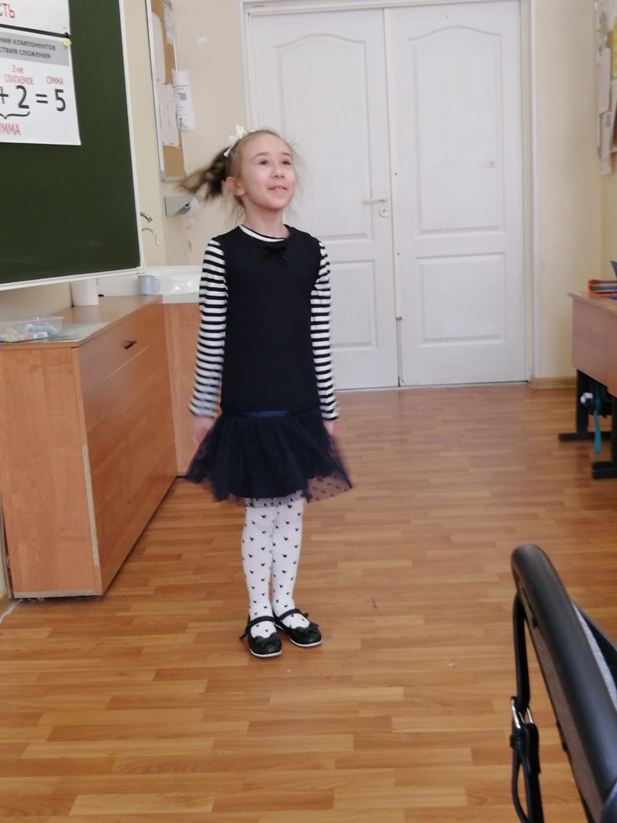 СТЬ
ние компонентов
ствия сложения
2-ое
СЛАГАЕМОЕ СУММА
+ 2 = 5
УММА